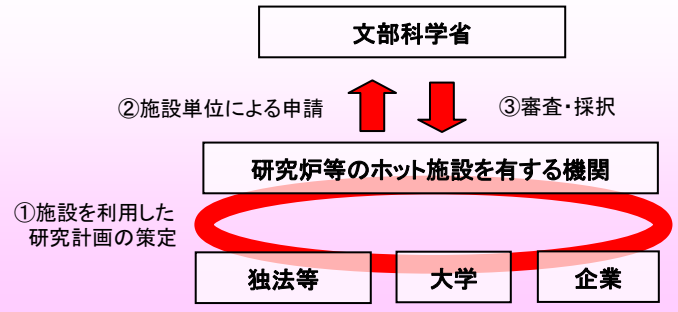 文部科学省
②施設単位による申請
③審査・採択
研究炉等のホット施設を有する機関
①施設を利用した
研究計画の策定
独法等
大学
企業